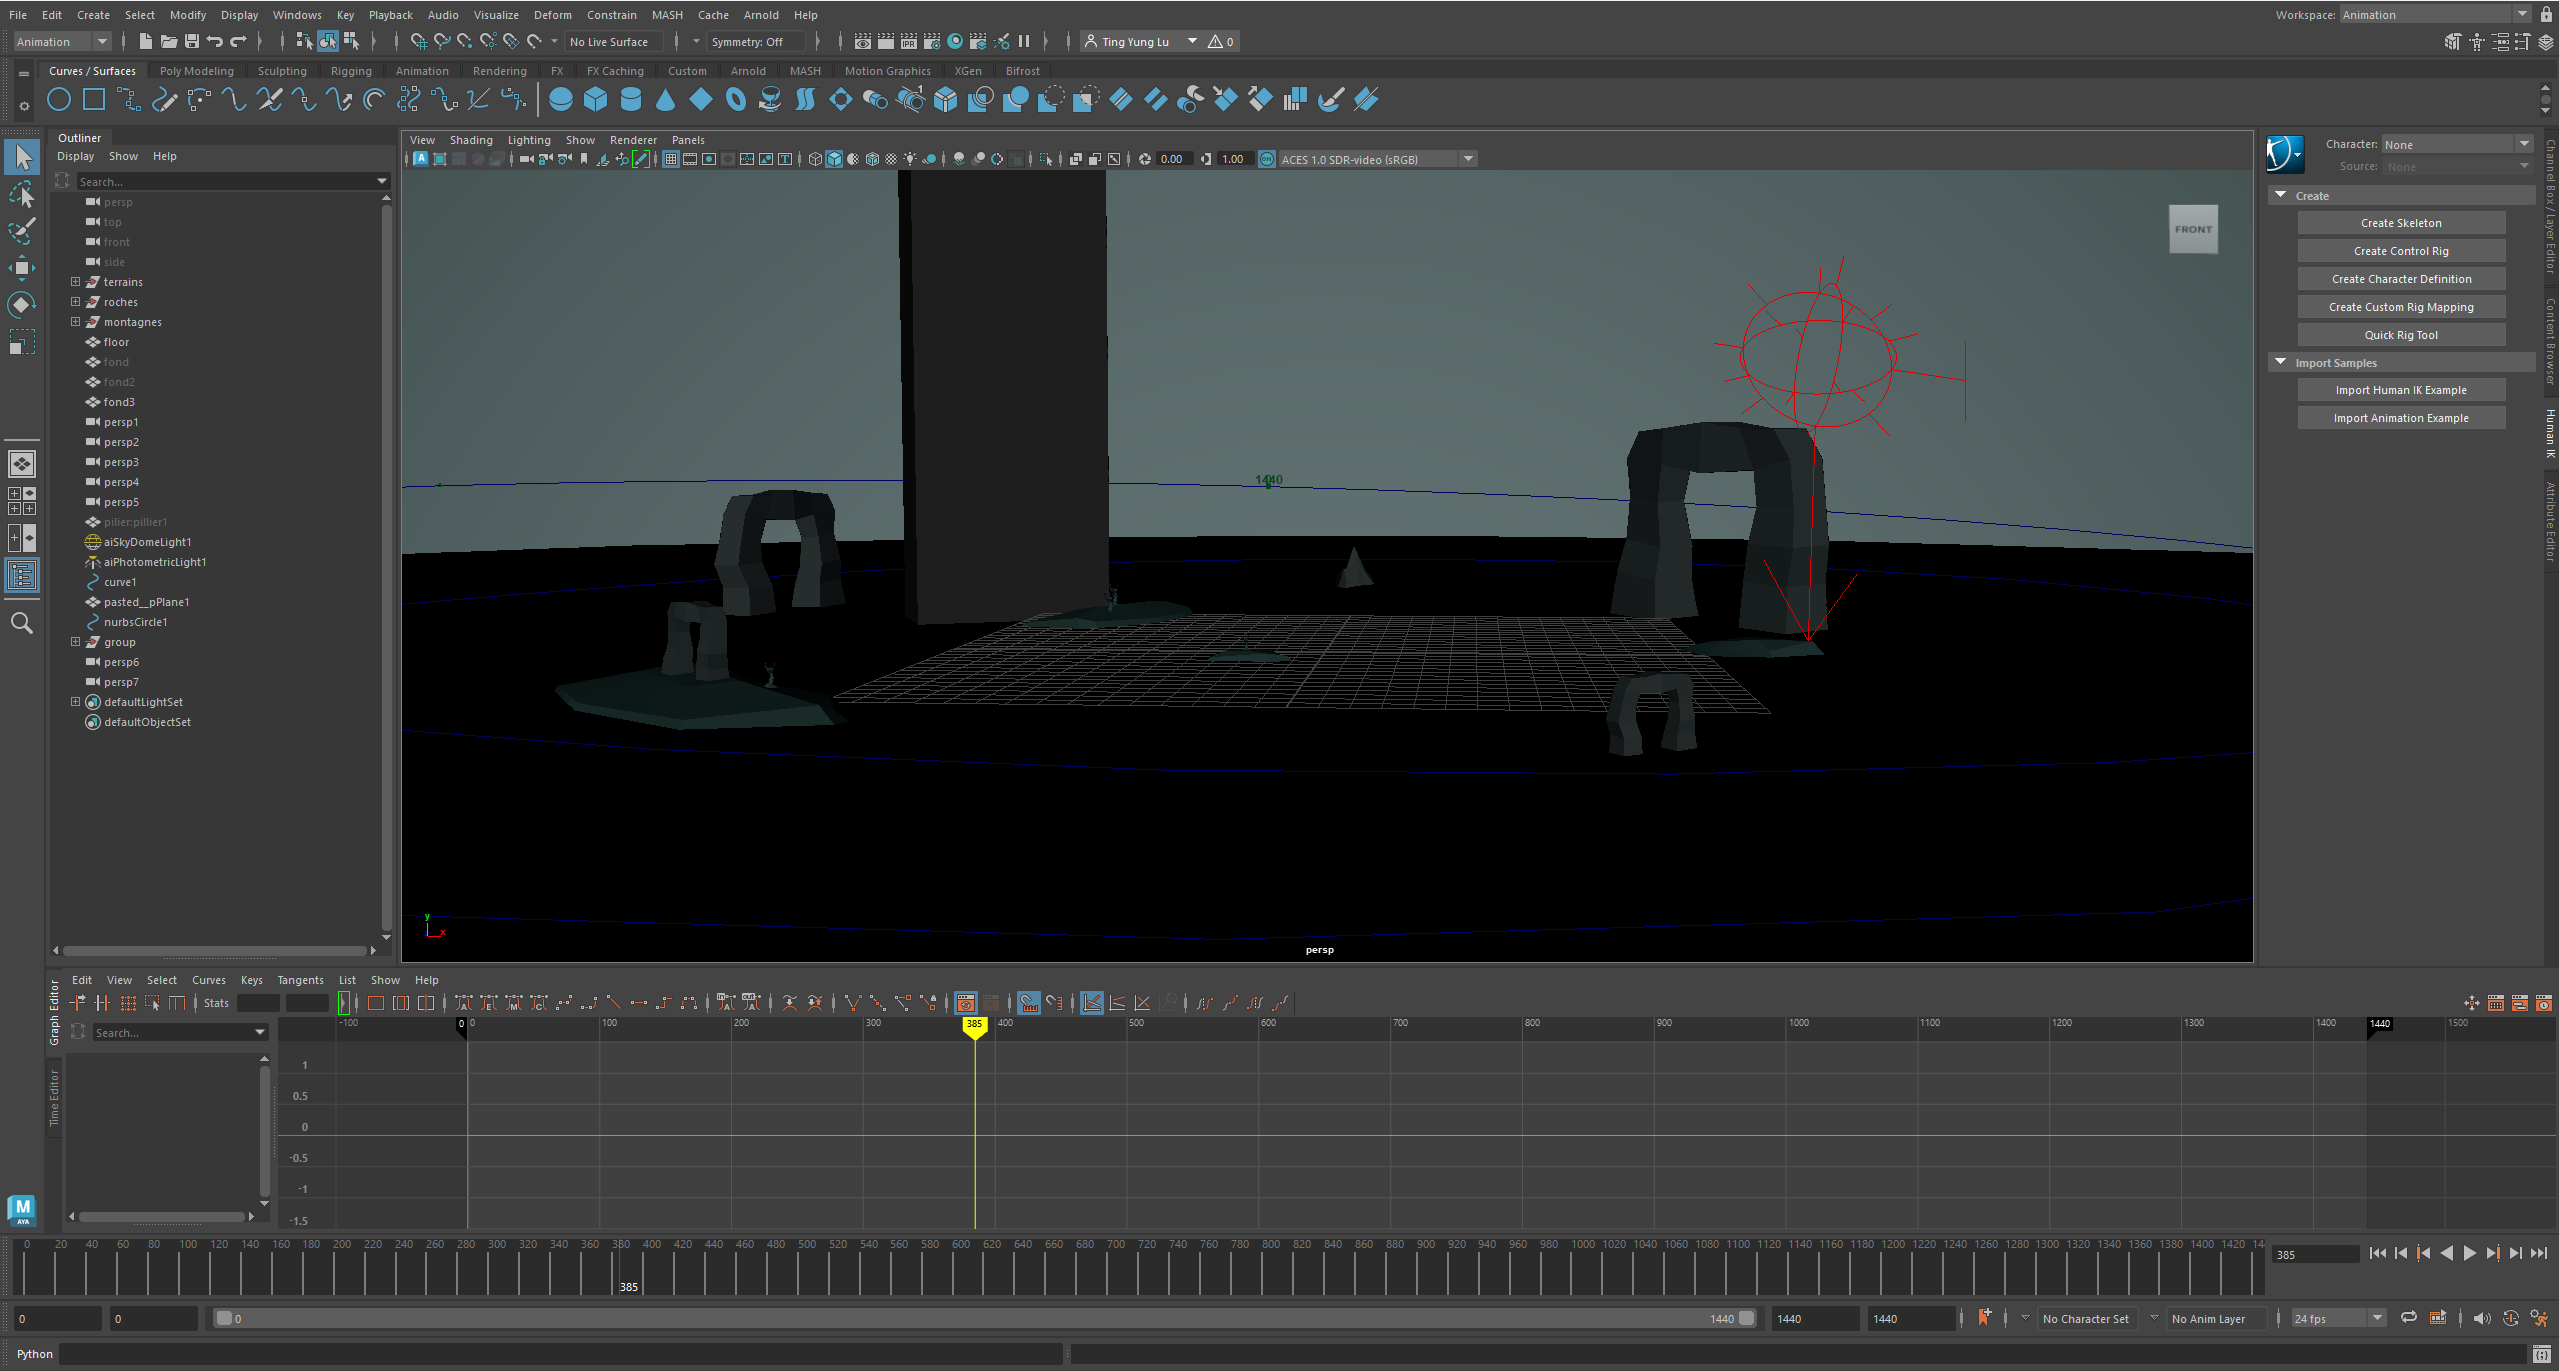 File Edit Create Select Modify Display Windows Key Playback Audio Visualize Deform Constrain MASH Cache Arnold Help Workspace: Animation
Animation No Live Surface Symmetry: Off IPR Ting Yung Lu 0
Curves / Surfaces Poly Modeling Sculpting Rigging Animation Rendering FX FX Caching Custom Arnold MASH Motion Graphics XGen Bifrost
Outliner
Display Show Help
Search...
persp
top
front
side
terrains
roches
montagnes
floor
fond
fond2
fond3
persp1
persp2
persp3
persp4
persp5
pilier:pillier1
aiSkyDomeLight1
aiPhotometricLight1
curve1
pasted__pPlane1
nurbsCircle1
group
persp6
persp7
defaultLightSet
defaultObjectSet
View Shading Lighting Show Renderer Panels
0.00 1.00 ACES 1.0 SDR-video (sRGB)
FRONT
y
x
persp
Character: None
Source: None
Create
Create Skeleton
Create Control Rig
Create Character Definition
Create Custom Rig Mapping
Quick Rig Tool
Import Samples
Import Human IK Example
Import Animation Example
Channel Box / Layer Editor
Content Browser
Human IK
Attribute Editor
Graph Editor
Time Editor
Edit View Select Curves Keys Tangents List Show Help
Stats
Search...
-100 0 0 100 200 300 385 400 500 600 700 800 900 1000 1100 1200 1300 1400 1440 1500
1
0.5
0
-0.5
-1
-1.5
M
AYA
0 20 40 60 80 100 120 140 160 180 200 220 240 260 280 300 320 340 360 380 400 420 440 460 480 500 520 540 560 580 600 620 640 660 680 700 720 740 760 780 800 820 840 860 880 900 920 940 960 980 1000 1020 1040 1060 1080 1100 1120 1140 1160 1180 1200 1220 1240 1260 1280 1300 1320 1340 1360 1380 1400 1420 385
385
0 0 0 1440 1440 1440 No Character Set No Anim Layer 24 fps
Python